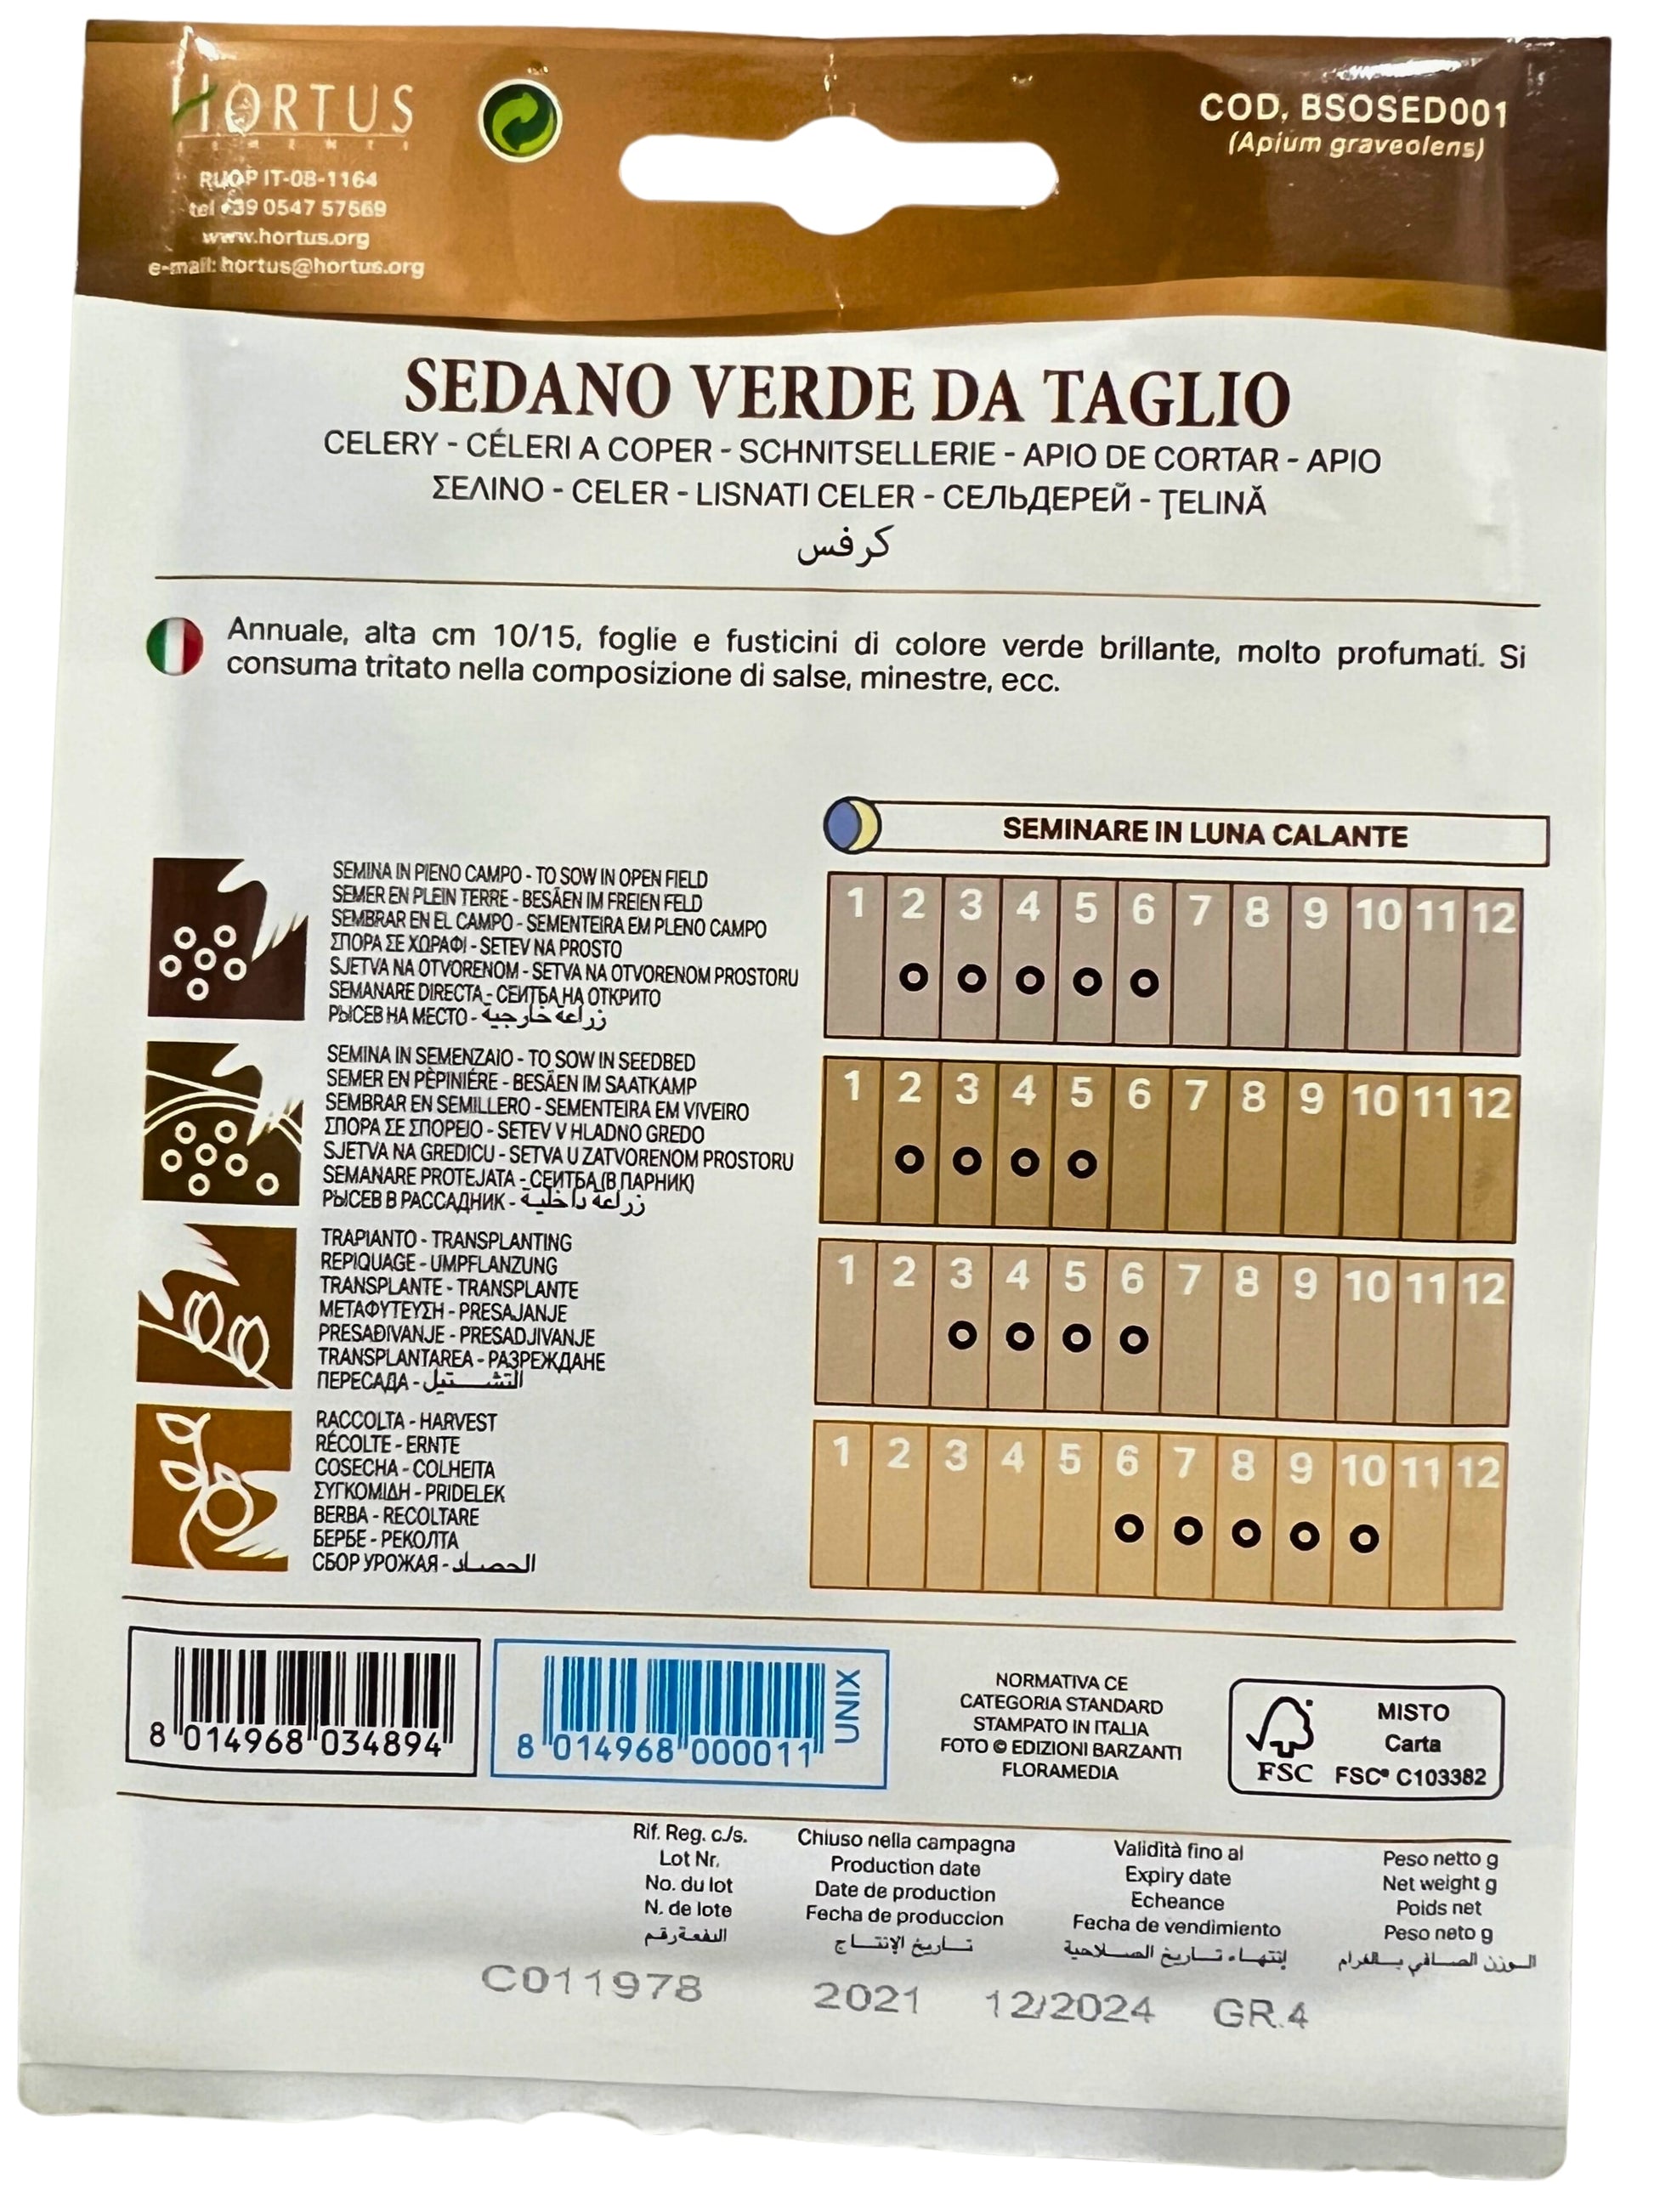 HORTUS
SEMENTI
RUOP IT-08-1164
tel +39 0547 57569
www.hortus.org
e-mail: hortus@hortus.org
COD. BSOSED001
(Apium graveolens)
SEDANO VERDE DA TAGLIO
CELERY - CÉLERI A COPER - SCHNITSELLERIE - APIO DE CORTAR - APIO
ΣΕΛΙΝΟ - CELER - LISNATI CELER - СЕЛЬДЕРЕЙ - ŢELINĂ
كرفس
Annuale, alta cm 10/15, foglie e fusticini di colore verde brillante, molto profumati. Si
consuma tritato nella composizione di salse, minestre, ecc.
SEMINARE IN LUNA CALANTE
SEMINA IN PIENO CAMPO - TO SOW IN OPEN FIELD
SEMER EN PLEIN TERRE - BESÄEN IM FREIEN FELD
SEMBRAR EN EL CAMPO - SEMENTEIRA EM PLENO CAMPO
ΣΠΟΡΑ ΣΕ ΧΩΡΑΦΙ - SETEV NA PROSTO
SJETVA NA OTVORENOM - SETVA NA OTVORENOM PROSTORU
SEMANARE DIRECTA - СЕИТБА НА ОТКРИТО
РЫСЕВ НА МЕСТО - زراعة خارجية
1 2 3 4 5 6 7 8 9 10 11 12
SEMINA IN SEMENZAIO - TO SOW IN SEEDBED
SEMER EN PÈPINIÉRE - BESÄEN IM SAATKAMP
SEMBRAR EN SEMILLERO - SEMENTEIRA EM VIVEIRO
ΣΠΟΡΑ ΣΕ ΣΠΟΡΕΙΟ - SETEV V HLADNO GREDO
SJETVA NA GREDICU - SETVA U ZATVORENOM PROSTORU
SEMANARE PROTEJATA - СЕИТБА (В ПАРНИК)
РЫСЕВ В РАССАДНИК - زراعة داخلية
1 2 3 4 5 6 7 8 9 10 11 12
TRAPIANTO - TRANSPLANTING
REPIQUAGE - UMPFLANZUNG
TRANSPLANTE - TRANSPLANTE
ΜΕΤΑΦΥΤΕΥΣΗ - PRESAJANJE
PRESAĐIVANJE - PRESADJIVANJE
TRANSPLANTAREA - РАЗРЕЖДАНЕ
ПЕРЕСАДА - التشتيل
1 2 3 4 5 6 7 8 9 10 11 12
RACCOLTA - HARVEST
RÉCOLTE - ERNTE
COSECHA - COLHEITA
ΣΥΓΚΟΜΙΔΗ - PRIDELEK
BERBA - RECOLTARE
БЕРБЕ - РЕКОЛТА
СБОР УРОЖАЯ - الحصاد
1 2 3 4 5 6 7 8 9 10 11 12
8 014968 034894
8 014968 000011
UNIX
NORMATIVA CE
CATEGORIA STANDARD
STAMPATO IN ITALIA
FOTO © EDIZIONI BARZANTI
FLORAMEDIA
FSC
MISTO
Carta
FSC® C103382
Rif. Reg. c/s.
Lot Nr.
No. du lot
N. de lote
الدفعة رقم
Chiuso nella campagna
Production date
Date de production
Fecha de produccion
تاريخ الإنتاج
Validità fino al
Expiry date
Echeance
Fecha de vendimiento
إنتهاء تاريخ الصلاحية
Peso netto g
Net weight g
Poids net
Peso neto g
الوزن الصافي بالغرام
C011978 2021 12/2024 GR.4